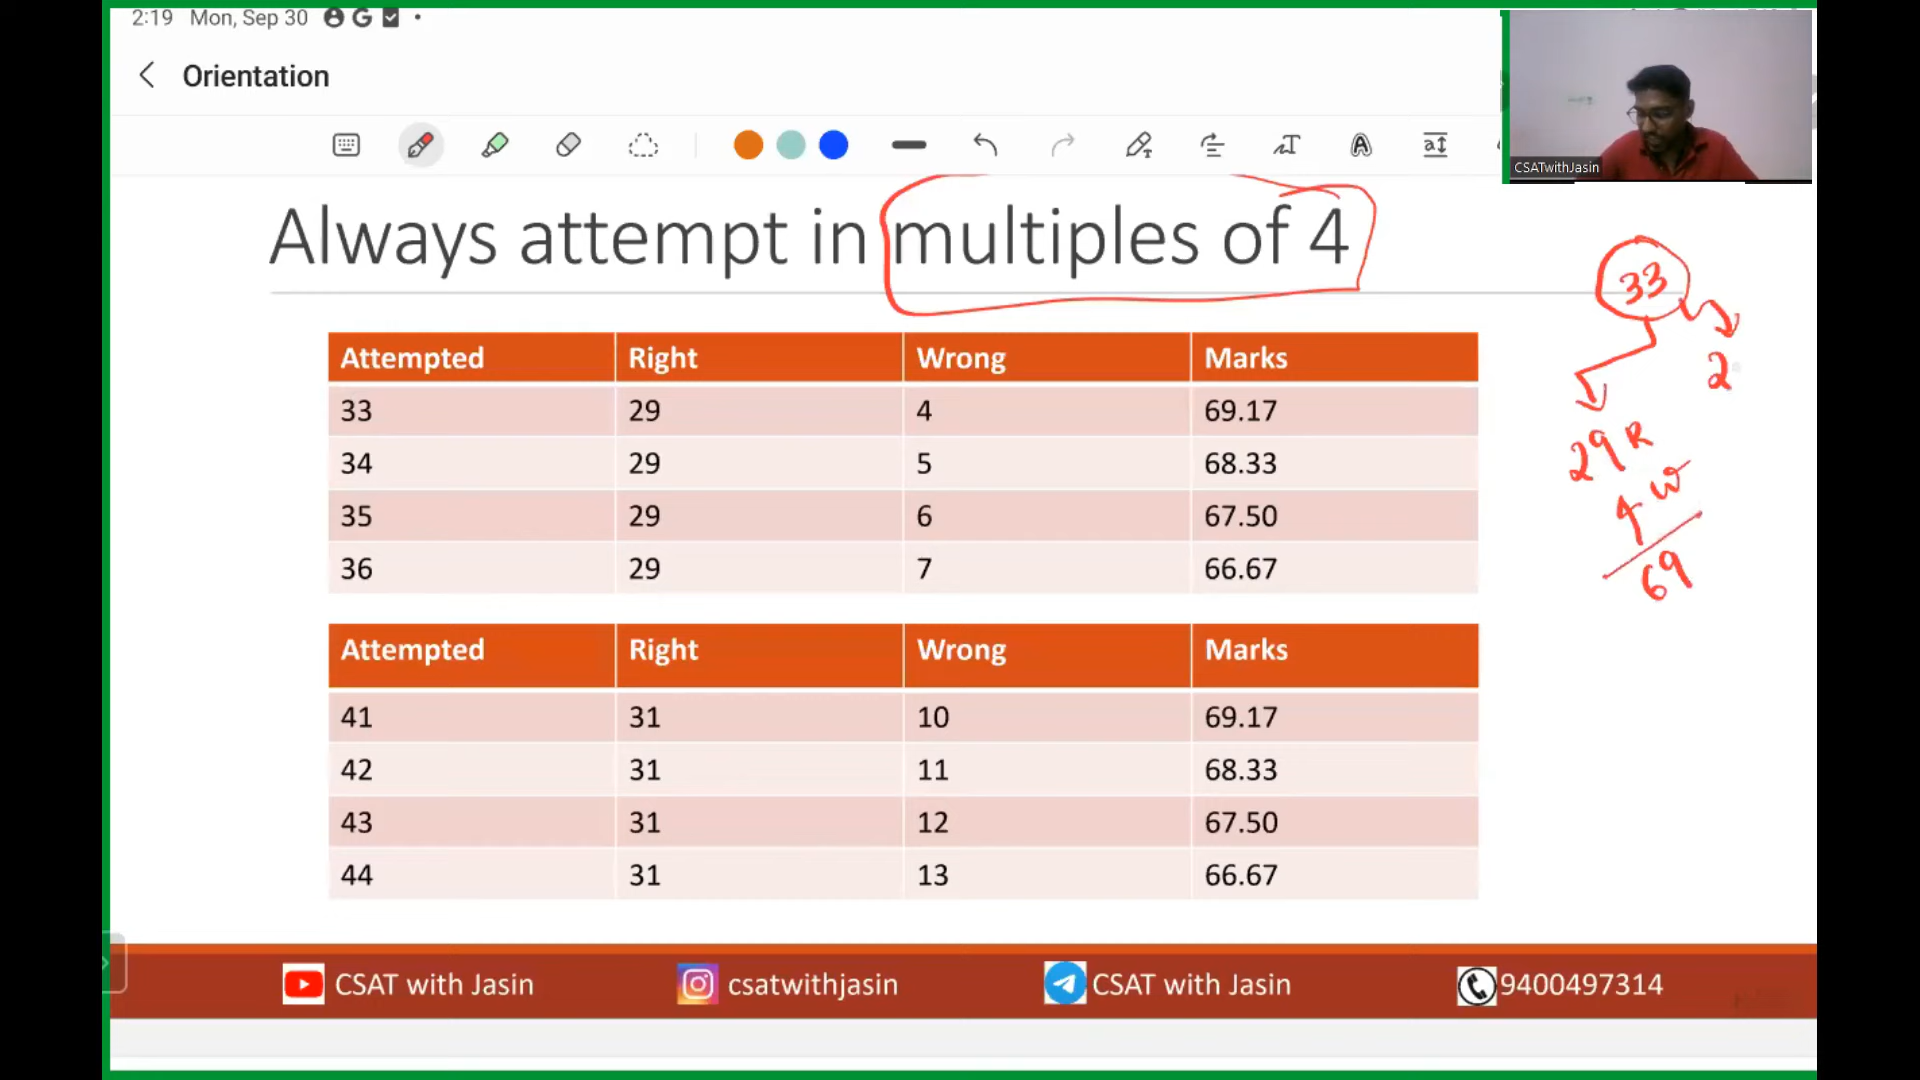 2:19 Mon, Sep 30
Orientation
CSATwithJasin
Always attempt in multiples of 4
33
2
29 R
4 W
69
Attempted Right Wrong Marks
33 29 4 69.17
34 29 5 68.33
35 29 6 67.50
36 29 7 66.67
Attempted Right Wrong Marks
41 31 10 69.17
42 31 11 68.33
43 31 12 67.50
44 31 13 66.67
CSAT with Jasin csatwithjasin CSAT with Jasin 9400497314